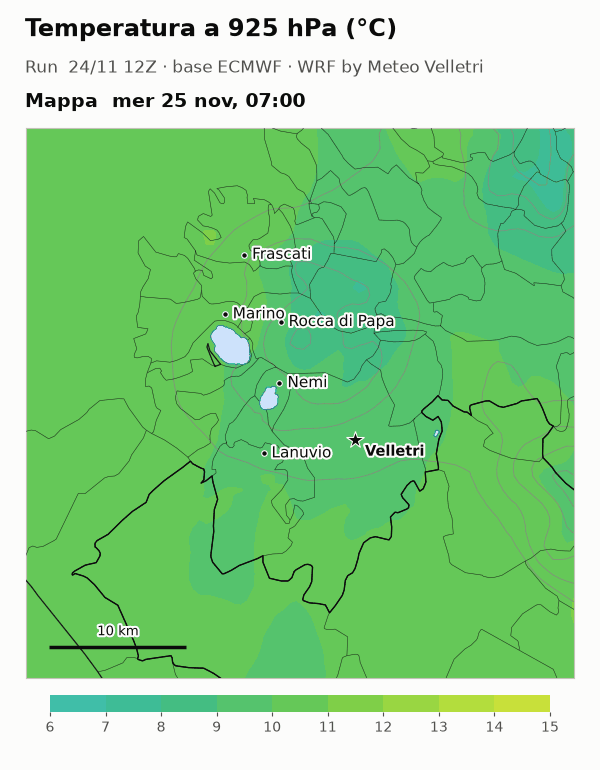 Temperatura a 925 hPa (°C)
Run  24/11 12Z · base ECMWF · WRF by Meteo Velletri
Mappa  mer 25 nov, 07:00
Frascati
Marino
Rocca di Papa
Nemi
Velletri
Lanuvio
10 km
6 7 8 9 10 11 12 13 14 15